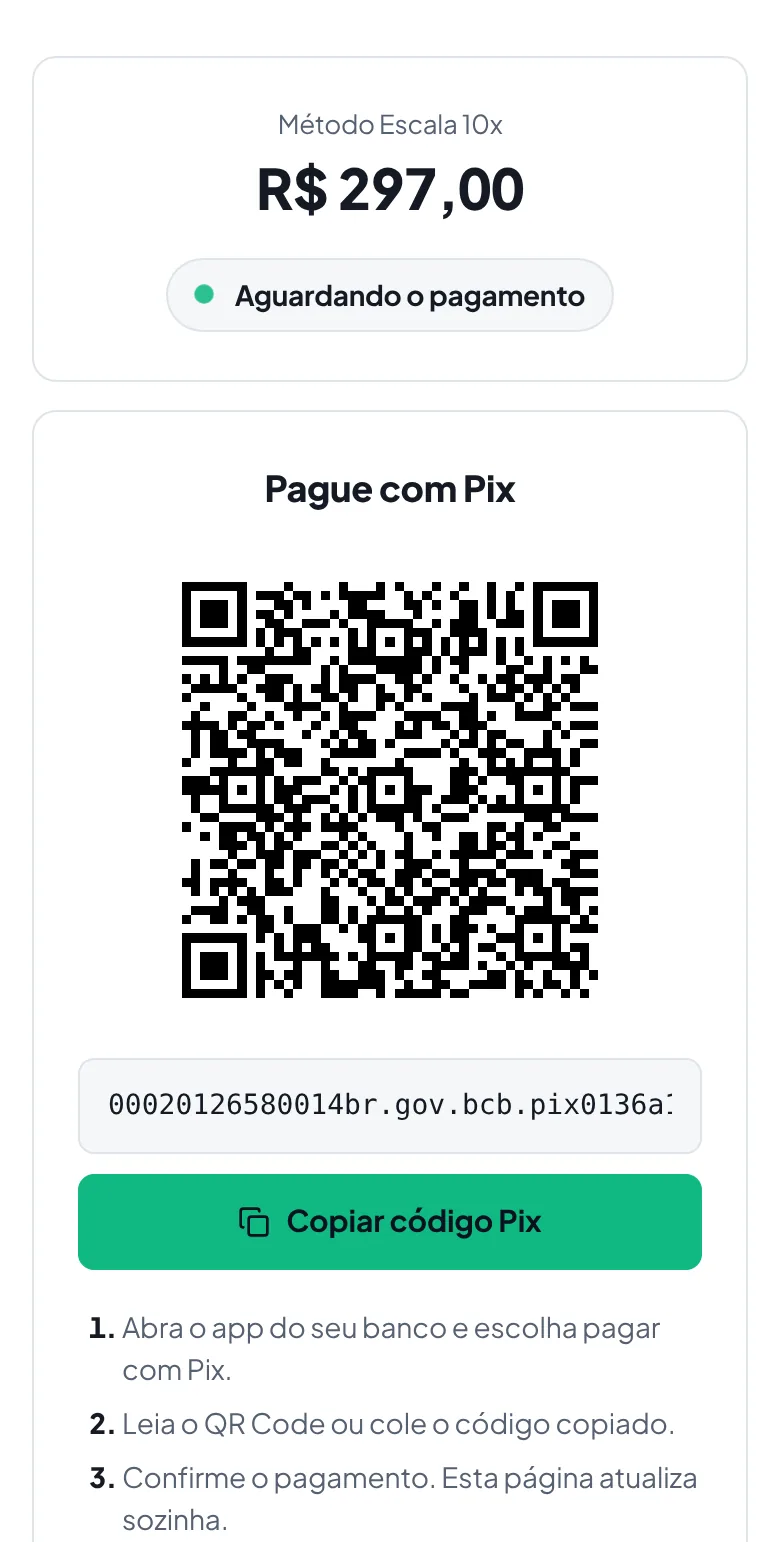 Método Escala 10x
R$ 297,00
Aguardando o pagamento
Pague com Pix
00020126580014br.gov.bcb.pix0136a1
Copiar código Pix
1. Abra o app do seu banco e escolha pagar
com Pix.
2. Leia o QR Code ou cole o código copiado.
3. Confirme o pagamento. Esta página atualiza
sozinha.